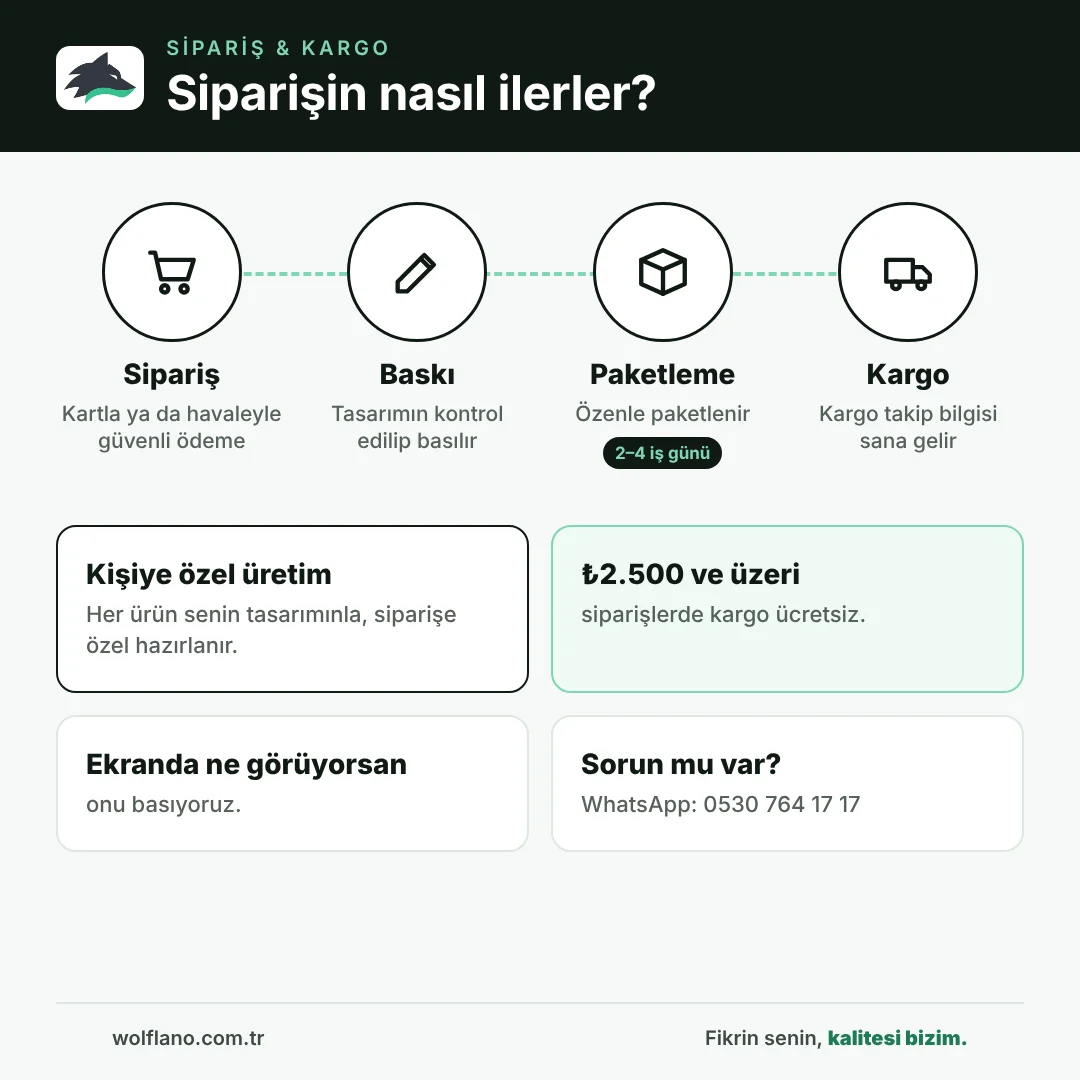 SİPARİŞ & KARGO
Siparişin nasıl ilerler?
Sipariş
Kartla ya da havaleyle
güvenli ödeme
Baskı
Tasarımın kontrol
edilip basılır
Paketleme
Özenle paketlenir
2–4 iş günü
Kargo
Kargo takip bilgisi
sana gelir
Kişiye özel üretim
Her ürün senin tasarımınla, siparişe
özel hazırlanır.
₺2.500 ve üzeri
siparişlerde kargo ücretsiz.
Ekranda ne görüyorsan
onu basıyoruz.
Sorun mu var?
WhatsApp: 0530 764 17 17
wolflano.com.tr
Fikrin senin, kalitesi bizim.